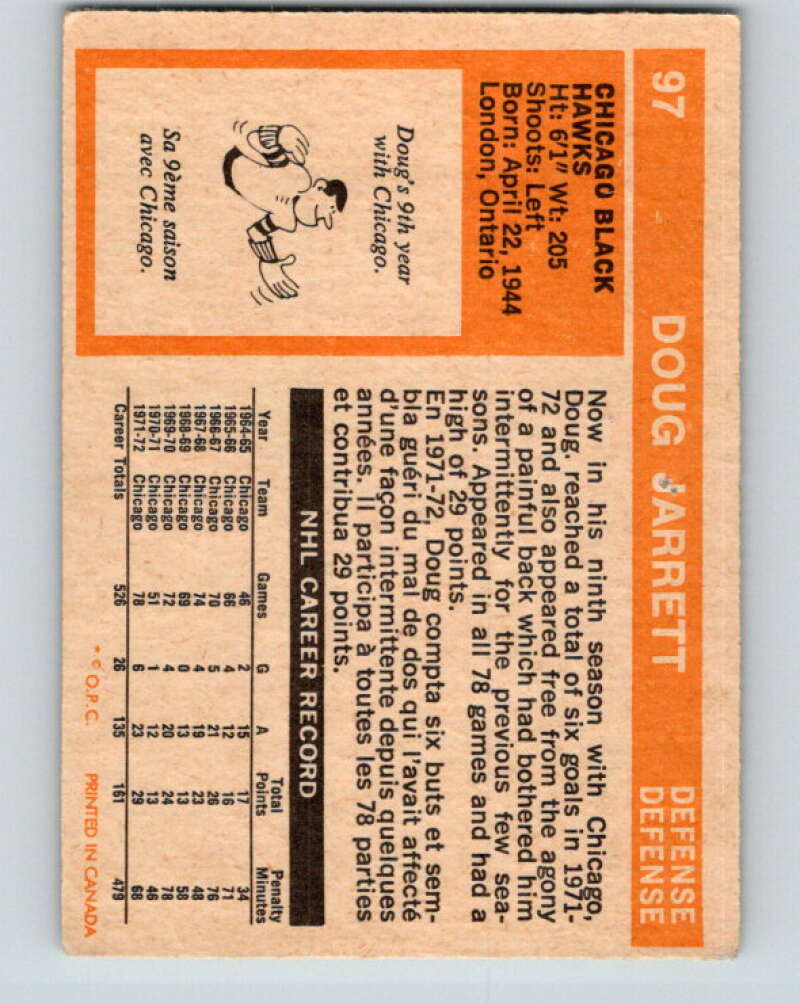 97 DOUG JARRETT DEFENSE
DEFENSE
CHICAGO BLACK
HAWKS
Ht: 6'1" Wt: 205
Shoots: Left
Born: April 22, 1944
London, Ontario
Doug's 9th year
with Chicago.
Sa 9ème saison
avec Chicago.
Now in his ninth season with Chicago,
Doug, reached a total of six goals in 1971-
72 and also appeared free from the agony
of a painful back which had bothered him
intermittently for the previous few sea-
sons. Appeared in all 78 games and had a
high of 29 points.
En 1971-72, Doug compta six buts et sem-
bla guéri du mal de dos qui l'avait affecté
d'une façon intermittente depuis quelques
années. Il participa à toutes les 78 parties
et contribua 29 points.
NHL CAREER RECORD
Year Team Games G A Total Points Penalty Minutes
1964-65 Chicago 46 2 15 17 34
1965-66 Chicago 66 4 12 16 71
1966-67 Chicago 70 5 21 26 76
1967-68 Chicago 74 4 19 23 48
1968-69 Chicago 69 0 13 13 58
1969-70 Chicago 72 4 20 24 78
1970-71 Chicago 51 1 12 13 46
1971-72 Chicago 78 6 23 29 68
Career Totals 526 26 135 161 479
* © O.P.C. PRINTED IN CANADA